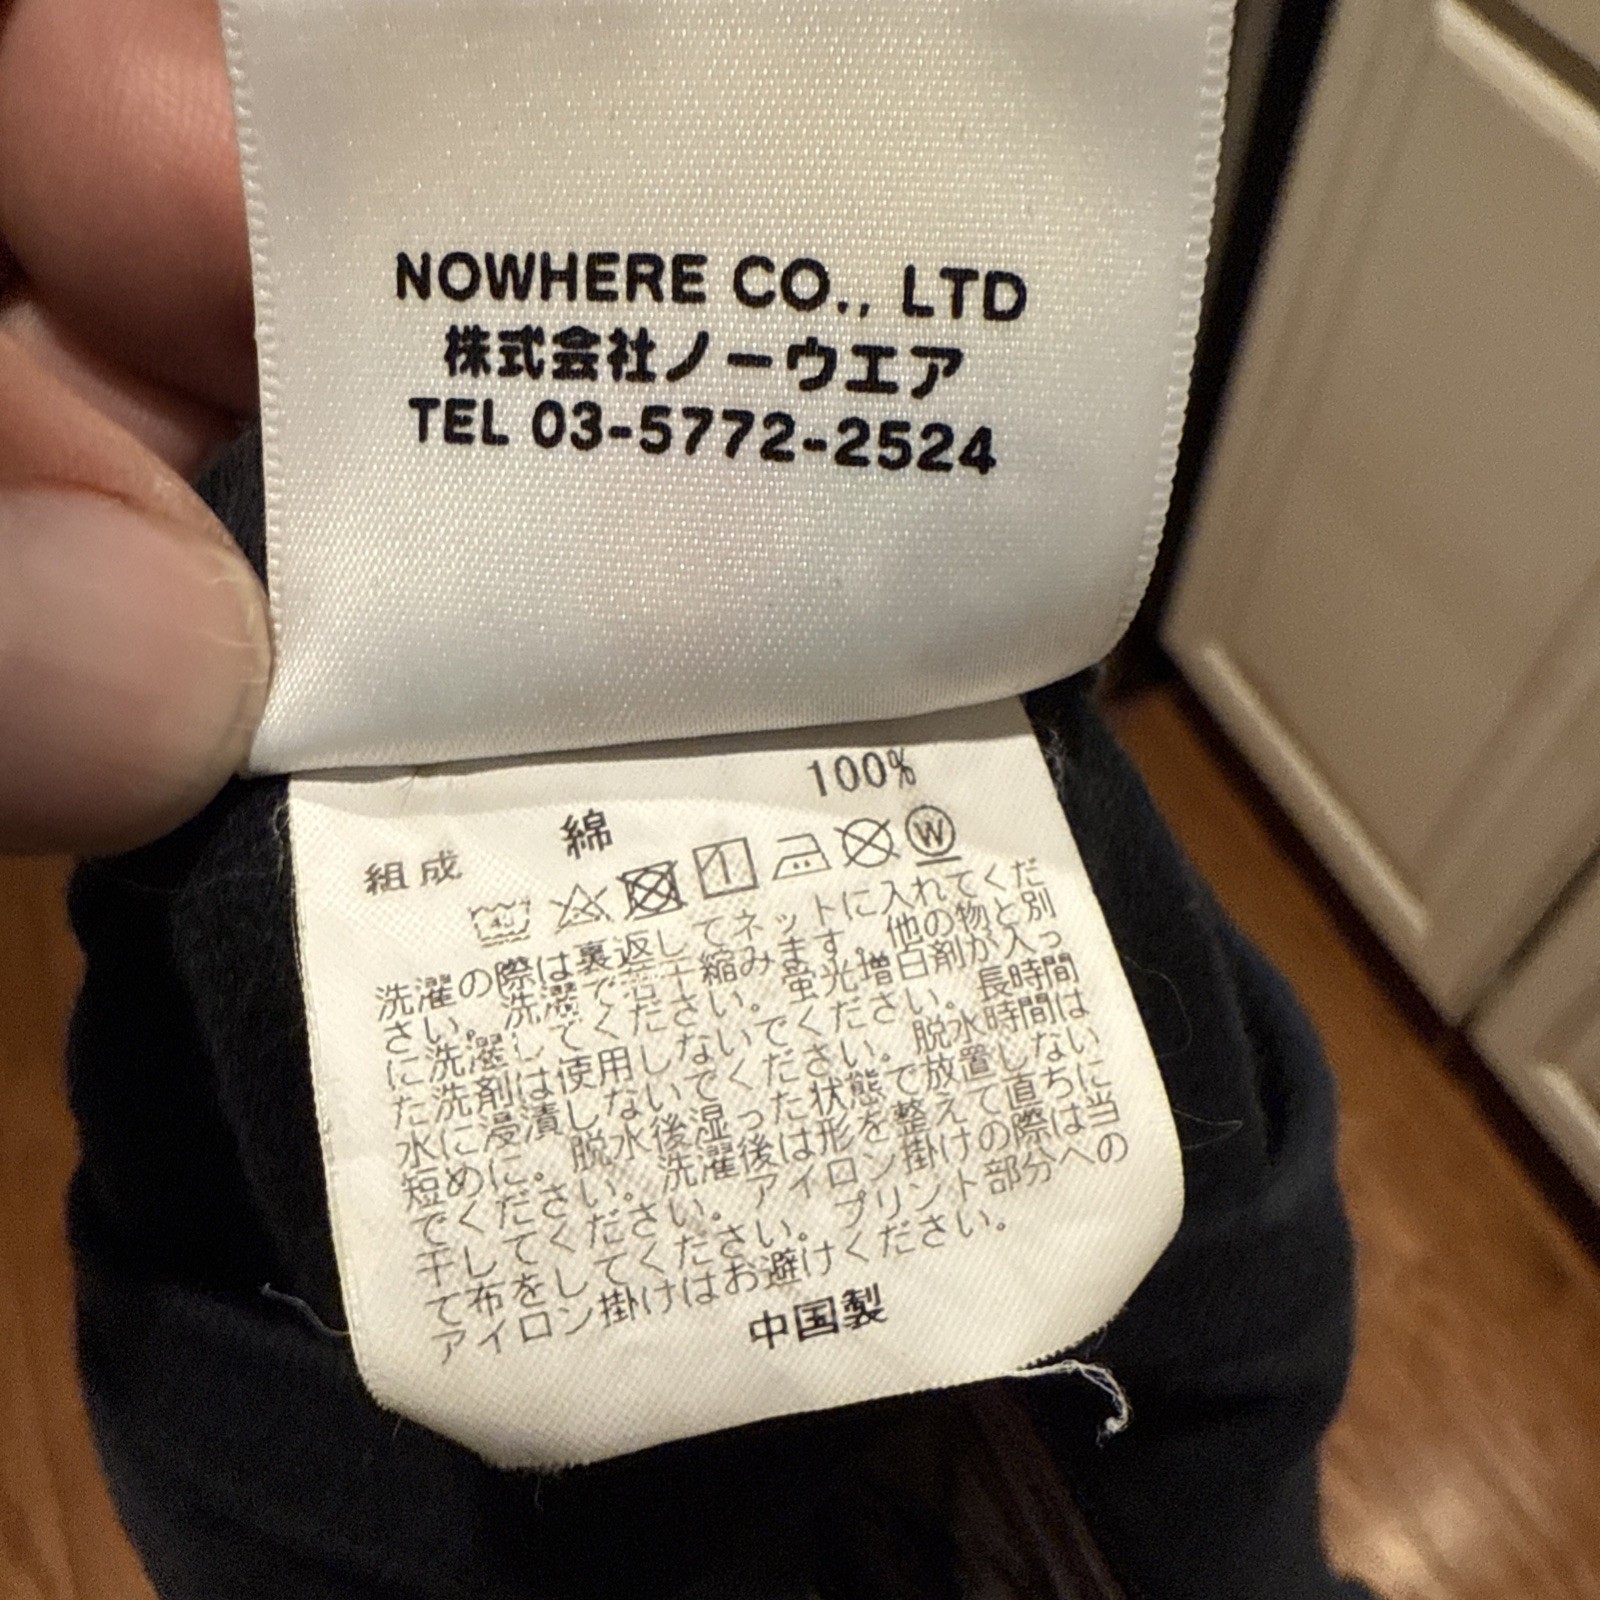 NOWHERE CO., LTD
株式会社ノーウエア
TEL 03-5772-2524
100%
組成 綿
40 W
洗濯の際は裏返してネットに入れてくだ
さい。洗濯で若干縮みます。他の物と別
に洗濯してください。蛍光増白剤が入っ
た洗剤は使用しないでください。長時間
水に浸漬しないでください。脱水時間は
短めに。脱水後湿った状態で放置しない
でください。洗濯後は形を整えて直ちに
干してください。アイロン掛けの際は当
て布をしてください。プリント部分への
アイロン掛けはお避けください。
中国製